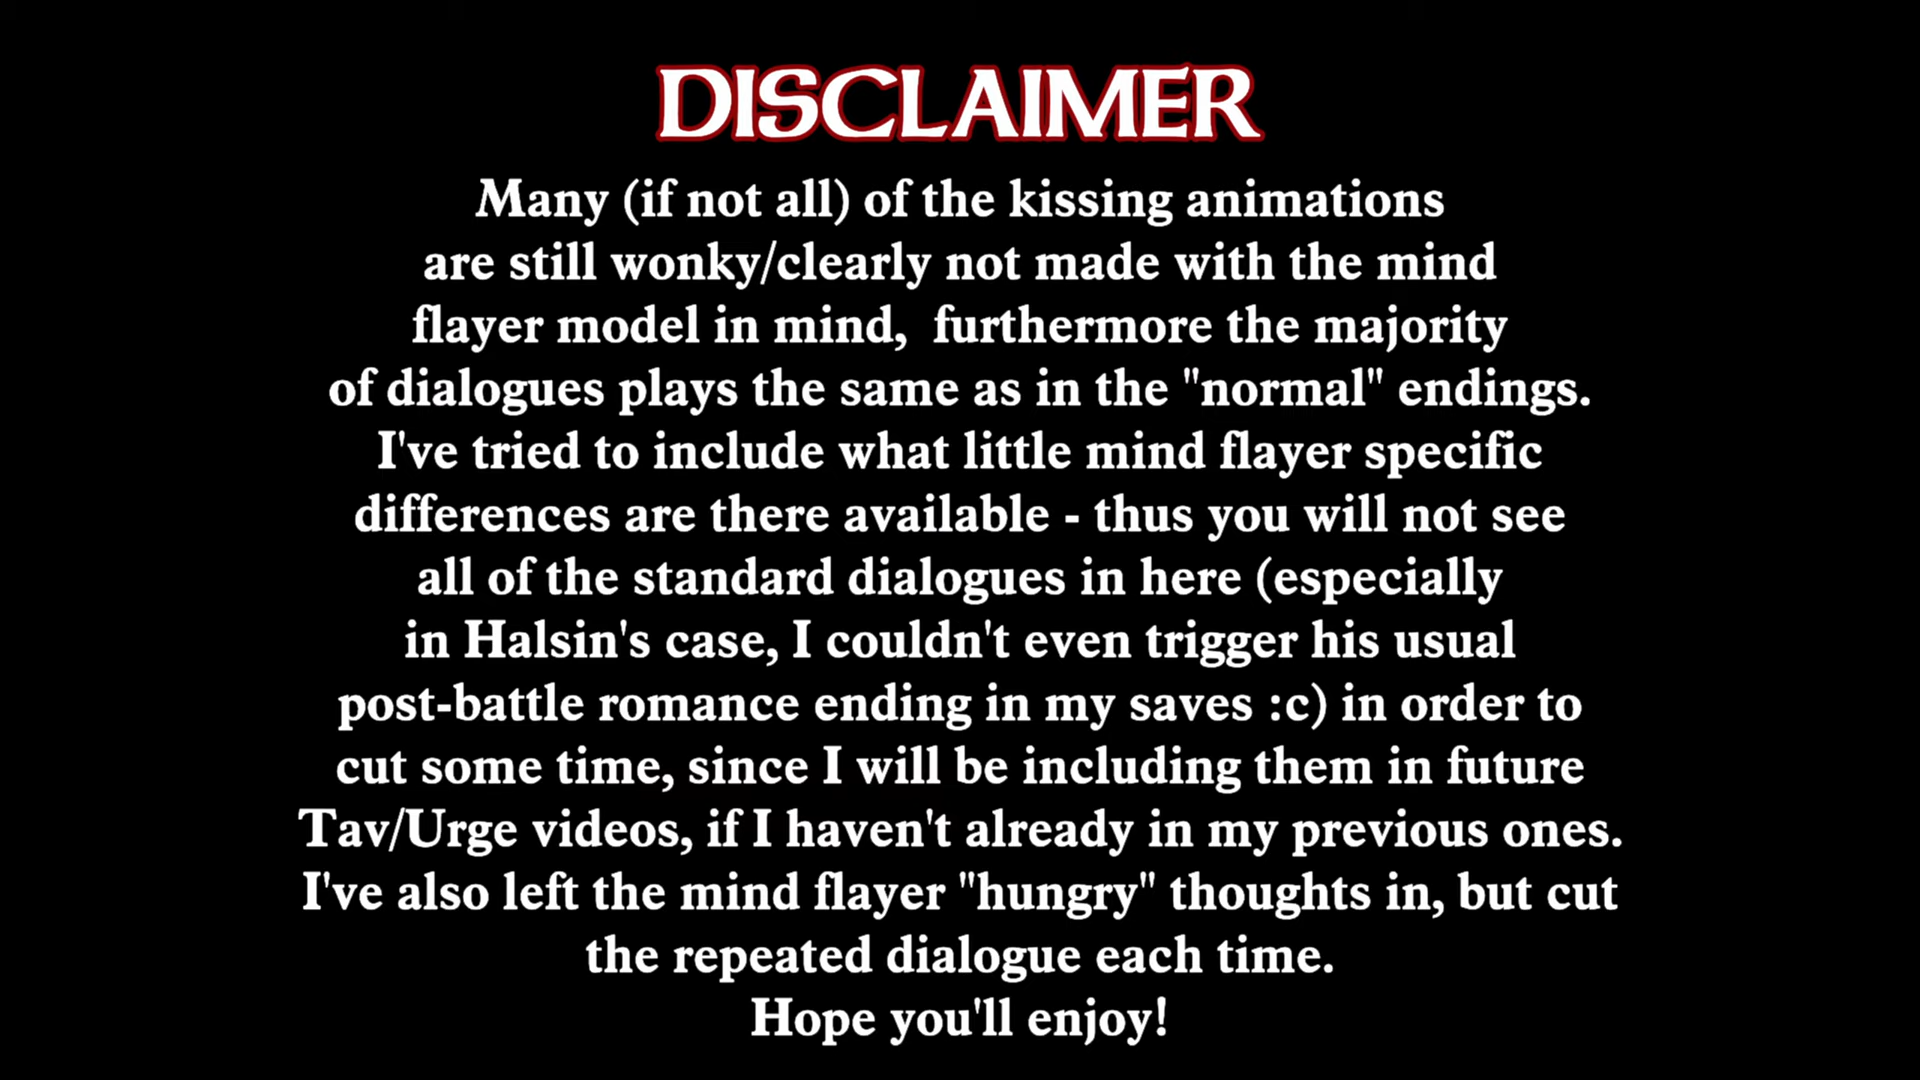 DISCLAIMER
Many (if not all) of the kissing animations
are still wonky/clearly not made with the mind
flayer model in mind,  furthermore the majority
of dialogues plays the same as in the "normal" endings.
I've tried to include what little mind flayer specific
differences are there available - thus you will not see
all of the standard dialogues in here (especially
in Halsin's case, I couldn't even trigger his usual
post-battle romance ending in my saves :c) in order to
cut some time, since I will be including them in future
Tav/Urge videos, if I haven't already in my previous ones.
I've also left the mind flayer "hungry" thoughts in, but cut
the repeated dialogue each time.
Hope you'll enjoy!